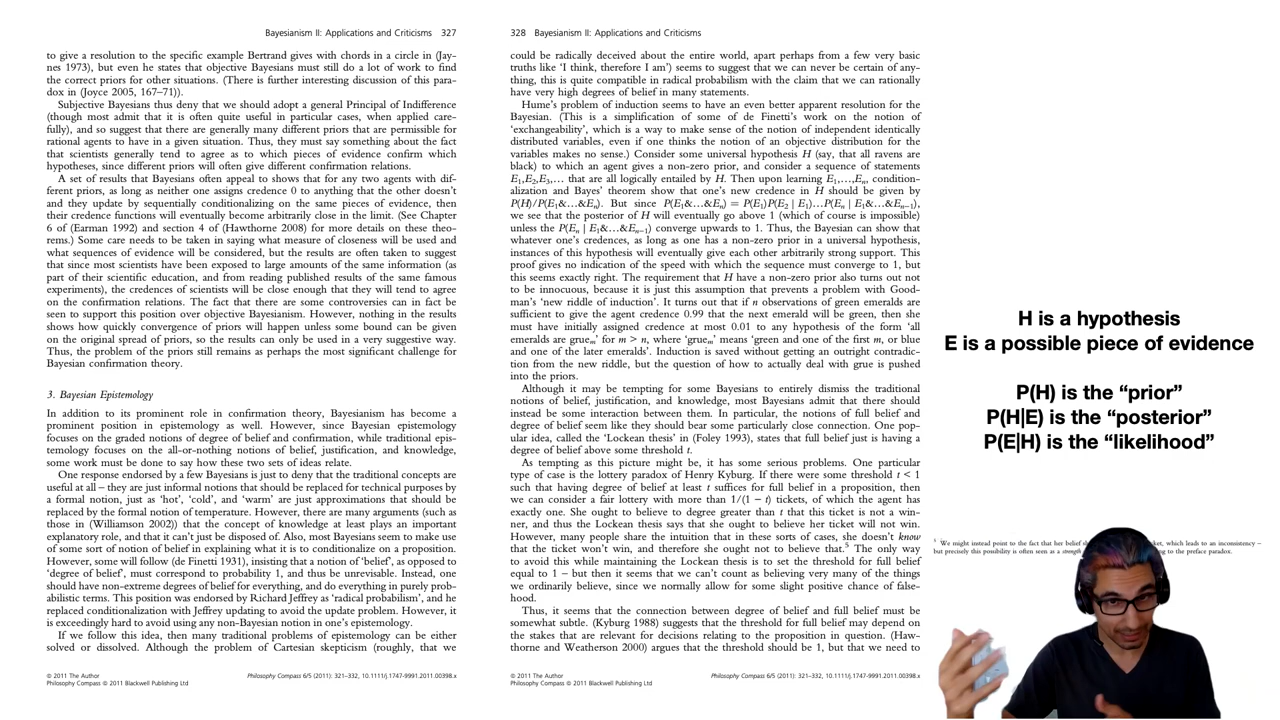 Bayesianism II: Applications and Criticisms 327
to give a resolution to the specific example Bertrand gives with chords in a circle in (Jay-
nes 1973), but even he states that objective Bayesians must still do a lot of work to find
the correct priors for other situations. (There is further interesting discussion of this para-
dox in (Joyce 2005, 167–71)).
Subjective Bayesians thus deny that we should adopt a general Principal of Indifference
(though most admit that it is often quite useful in particular cases, when applied care-
fully), and so suggest that there are generally many different priors that are permissible for
rational agents to have in a given situation. Thus, they must say something about the fact
that scientists generally tend to agree as to which pieces of evidence confirm which
hypotheses, since different priors will often give different confirmation relations.
A set of results that Bayesians often appeal to shows that for any two agents with dif-
ferent priors, as long as neither one assigns credence 0 to anything that the other doesn't
and they update by sequentially conditionalizing on the same pieces of evidence, then
their credence functions will eventually become arbitrarily close in the limit. (See Chapter
6 of (Earman 1992) and section 4 of (Hawthorne 2008) for more details on these theo-
rems.) Some care needs to be taken in saying what measure of closeness will be used and
what sequences of evidence will be considered, but the results are often taken to suggest
that since most scientists have been exposed to large amounts of the same information (as
part of their scientific education, and from reading published results of the same famous
experiments), the credences of scientists will be close enough that they will tend to agree
on the confirmation relations. The fact that there are some controversies can in fact be
seen to support this position over objective Bayesianism. However, nothing in the results
shows how quickly convergence of priors will happen unless some bound can be given
on the original spread of priors, so the results can only be used in a very suggestive way.
Thus, the problem of the priors still remains as perhaps the most significant challenge for
Bayesian confirmation theory.
3. Bayesian Epistemology
In addition to its prominent role in confirmation theory, Bayesianism has become a
prominent position in epistemology as well. However, since Bayesian epistemology
focuses on the graded notions of degree of belief and confirmation, while traditional epis-
temology focuses on the all-or-nothing notions of belief, justification, and knowledge,
some work must be done to say how these two sets of ideas relate.
One response endorsed by a few Bayesians is just to deny that the traditional concepts are
useful at all – they are just informal notions that should be replaced for technical purposes by
a formal notion, just as 'hot', 'cold', and 'warm' are just approximations that should be
replaced by the formal notion of temperature. However, there are many arguments (such as
those in (Williamson 2002)) that the concept of knowledge at least plays an important
explanatory role, and that it can't just be disposed of. Also, most Bayesians seem to make use
of some sort of notion of belief in explaining what it is to conditionalize on a proposition.
However, some will follow (de Finetti 1931), insisting that a notion of 'belief', as opposed to
'degree of belief', must correspond to probability 1, and thus be unrevisable. Instead, one
should have non-extreme degrees of belief for everything, and do everything in purely prob-
abilistic terms. This position was endorsed by Richard Jeffrey as 'radical probabilism', and he
replaced conditionalization with Jeffrey updating to avoid the update problem. However, it
is exceedingly hard to avoid using any non-Bayesian notion in one's epistemology.
If we follow this idea, then many traditional problems of epistemology can be either
solved or dissolved. Although the problem of Cartesian skepticism (roughly, that we
© 2011 The Author
Philosophy Compass © 2011 Blackwell Publishing Ltd
Philosophy Compass 6/5 (2011): 321–332, 10.1111/j.1747-9991.2011.00398.x
328 Bayesianism II: Applications and Criticisms
could be radically deceived about the entire world, apart perhaps from a few very basic
truths like 'I think, therefore I am') seems to suggest that we can never be certain of any-
thing, this is quite compatible in radical probabilism with the claim that we can rationally
have very high degrees of belief in many statements.
Hume's problem of induction seems to have an even better apparent resolution for the
Bayesian. (This is a simplification of some of de Finetti's work on the notion of
'exchangeability', which is a way to make sense of the notion of independent identically
distributed variables, even if one thinks the notion of an objective distribution for the
variables makes no sense.) Consider some universal hypothesis H (say, that all ravens are
black) to which an agent gives a non-zero prior, and consider a sequence of statements
E₁,E₂,E₃,… that are all logically entailed by H. Then upon learning E₁,…,Eₙ, condition-
alization and Bayes' theorem show that one's new credence in H should be given by
P(H)/P(E₁&…&Eₙ). But since P(E₁&…&Eₙ) = P(E₁)P(E₂ | E₁)…P(Eₙ | E₁&…&Eₙ₋₁),
we see that the posterior of H will eventually go above 1 (which of course is impossible)
unless the P(Eₙ | E₁&…&Eₙ₋₁) converge upwards to 1. Thus, the Bayesian can show that
whatever one's credences, as long as one has a non-zero prior in a universal hypothesis,
instances of this hypothesis will eventually give each other arbitrarily strong support. This
proof gives no indication of the speed with which the sequence must converge to 1, but
this seems exactly right. The requirement that H have a non-zero prior also turns out not
to be innocuous, because it is just this assumption that prevents a problem with Good-
man's 'new riddle of induction'. It turns out that if n observations of green emeralds are
sufficient to give the agent credence 0.99 that the next emerald will be green, then she
must have initially assigned credence at most 0.01 to any hypothesis of the form 'all
emeralds are grueₘ' for m > n, where 'grueₘ' means 'green and one of the first m, or blue
and one of the later emeralds'. Induction is saved without getting an outright contradic-
tion from the new riddle, but the question of how to actually deal with grue is pushed
into the priors.
Although it may be tempting for some Bayesians to entirely dismiss the traditional
notions of belief, justification, and knowledge, most Bayesians admit that there should
instead be some interaction between them. In particular, the notions of full belief and
degree of belief seem like they should bear some particularly close connection. One pop-
ular idea, called the 'Lockean thesis' in (Foley 1993), states that full belief just is having a
degree of belief above some threshold t.
As tempting as this picture might be, it has some serious problems. One particular
type of case is the lottery paradox of Henry Kyburg. If there were some threshold t < 1
such that having degree of belief at least t suffices for full belief in a proposition, then
we can consider a fair lottery with more than 1/(1 − t) tickets, of which the agent has
exactly one. She ought to believe to degree greater than t that this ticket is not a win-
ner, and thus the Lockean thesis says that she ought to believe her ticket will not win.
However, many people share the intuition that in these sorts of cases, she doesn't know
that the ticket won't win, and therefore she ought not to believe that.⁵ The only way
to avoid this while maintaining the Lockean thesis is to set the threshold for full belief
equal to 1 – but then it seems that we can't count as believing very many of the things
we ordinarily believe, since we normally allow for some slight positive chance of false-
hood.
Thus, it seems that the connection between degree of belief and full belief must be
somewhat subtle. (Kyburg 1988) suggests that the threshold for full belief may depend on
the stakes that are relevant for decisions relating to the proposition in question. (Haw-
thorne and Weatherson 2000) argues that the threshold should be 1, but that we need to
© 2011 The Author
Philosophy Compass © 2011 Blackwell Publishing Ltd
Philosophy Compass 6/5 (2011): 321–332, 10.1111/j.1747-9991.2011.00398.x
H is a hypothesis
E is a possible piece of evidence
P(H) is the “prior”
P(H|E) is the “posterior”
P(E|H) is the “likelihood”
We might instead point to the fact that her belief which leads to an inconsistency –
but precisely this possibility is often seen as a to the preface paradox.